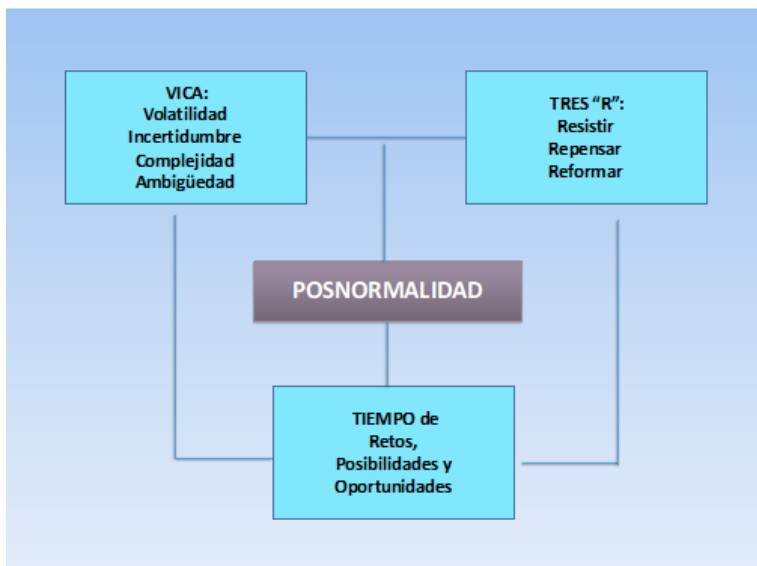 VICA:
Volatilidad
Incertidumbre
Complejidad
Ambigüedad
TRES “R”:
Resistir
Repensar
Reformar
POSNORMALIDAD
TIEMPO de
Retos,
Posibilidades y
Oportunidades